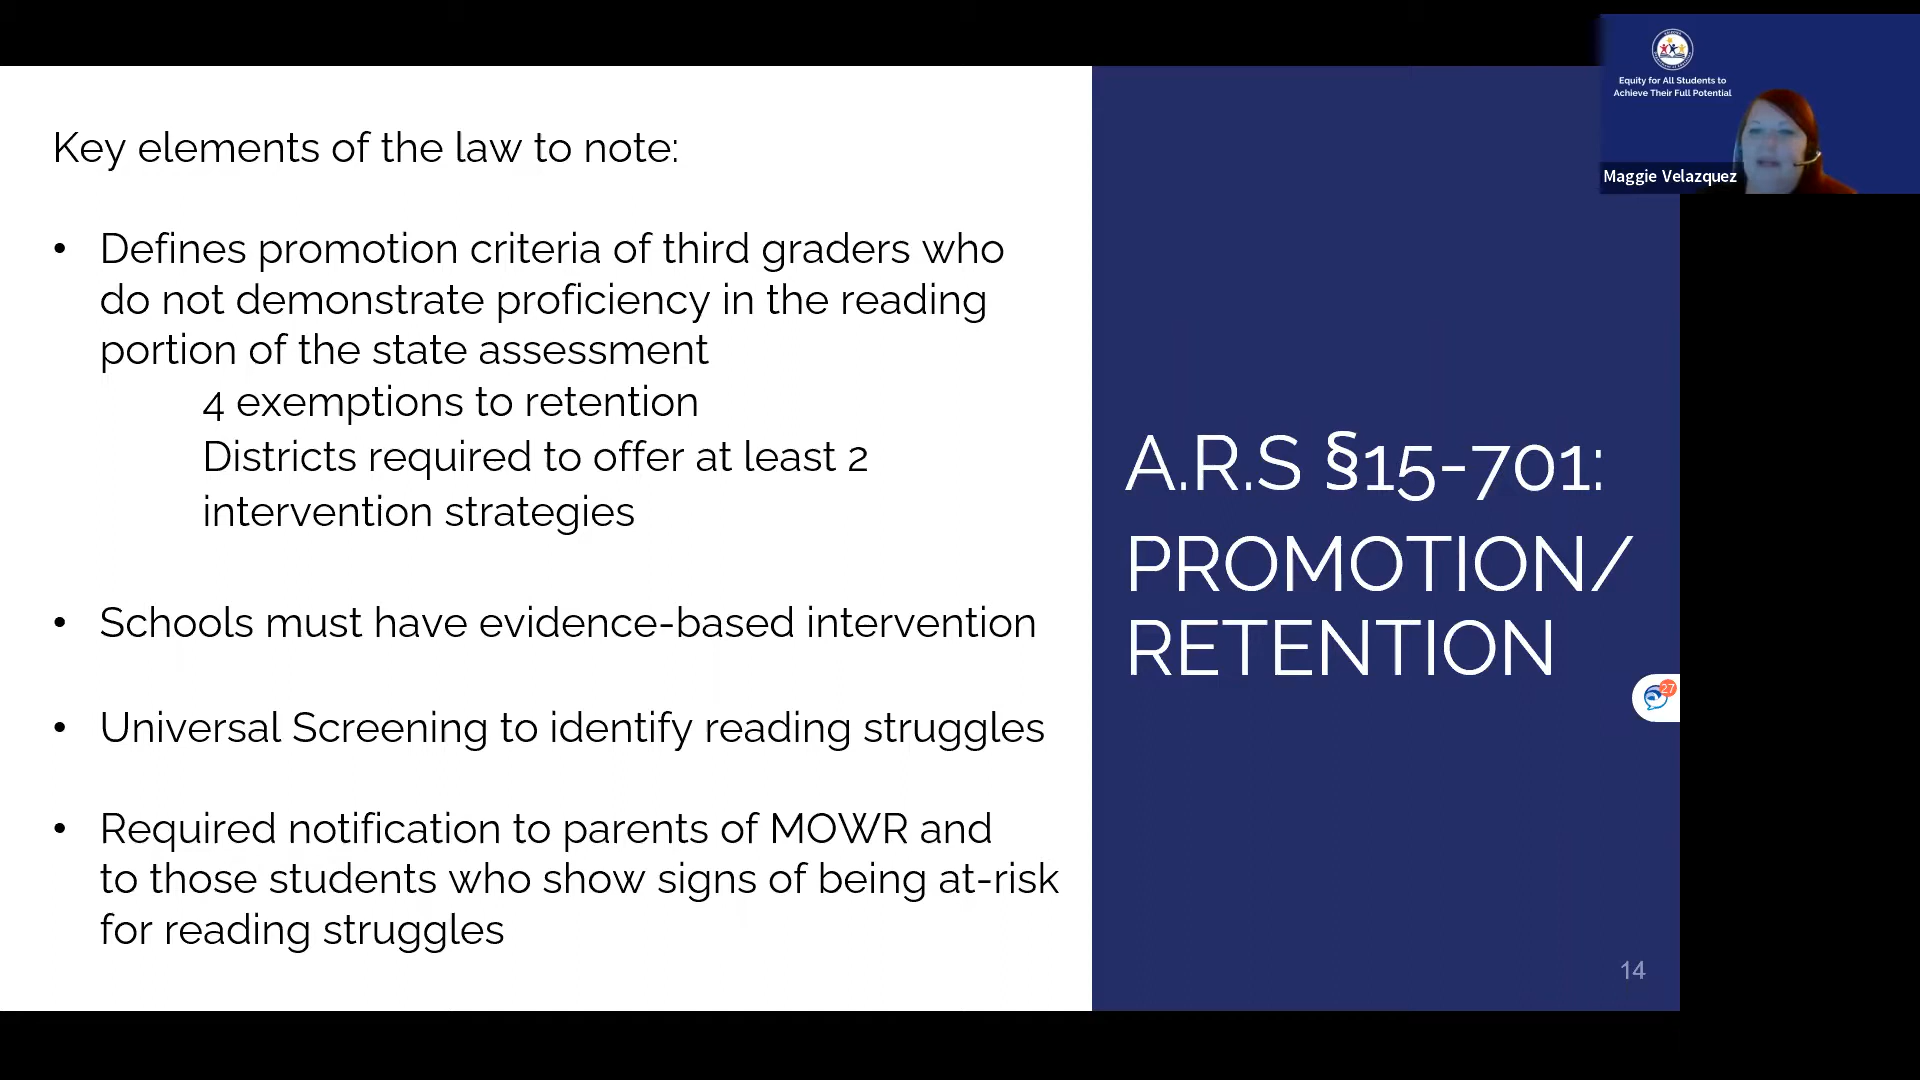 Equity for All Students to
Achieve Their Full Potential
Maggie Velazquez
Key elements of the law to note:
• Defines promotion criteria of third graders who
do not demonstrate proficiency in the reading
portion of the state assessment
4 exemptions to retention
Districts required to offer at least 2
intervention strategies
• Schools must have evidence-based intervention
• Universal Screening to identify reading struggles
• Required notification to parents of MOWR and
to those students who show signs of being at-risk
for reading struggles
A.R.S §15-701:
PROMOTION/
RETENTION
27
14